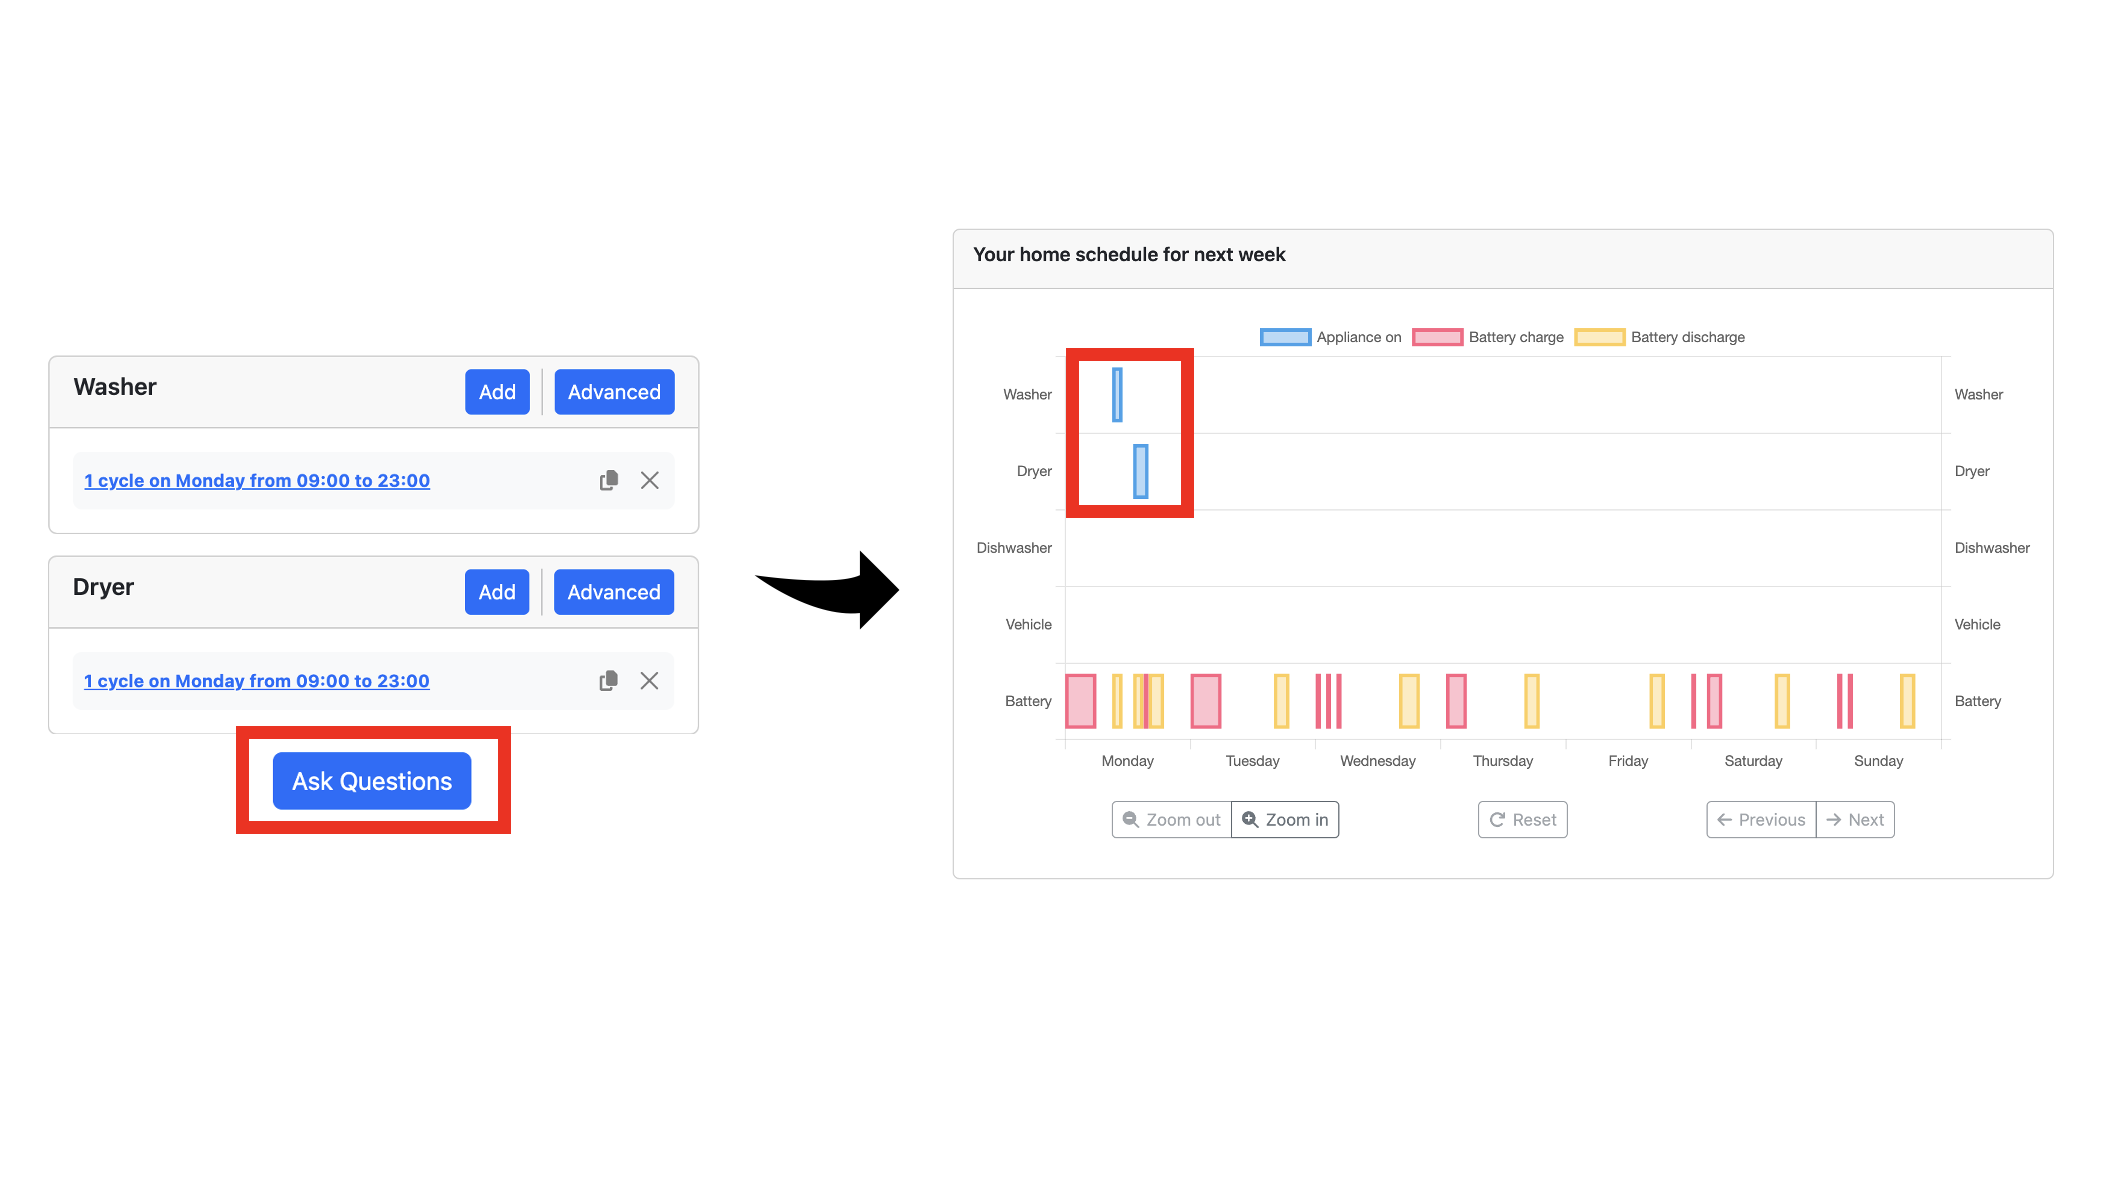 Washer
Add
Advanced
1 cycle on Monday from 09:00 to 23:00
Dryer
Add
Advanced
1 cycle on Monday from 09:00 to 23:00
Ask Questions
Your home schedule for next week
Appliance on
Battery charge
Battery discharge
Washer
Washer
Dryer
Dryer
Dishwasher
Dishwasher
Vehicle
Vehicle
Battery
Battery
Monday
Tuesday
Wednesday
Thursday
Friday
Saturday
Sunday
Zoom out
Zoom in
Reset
Previous
Next